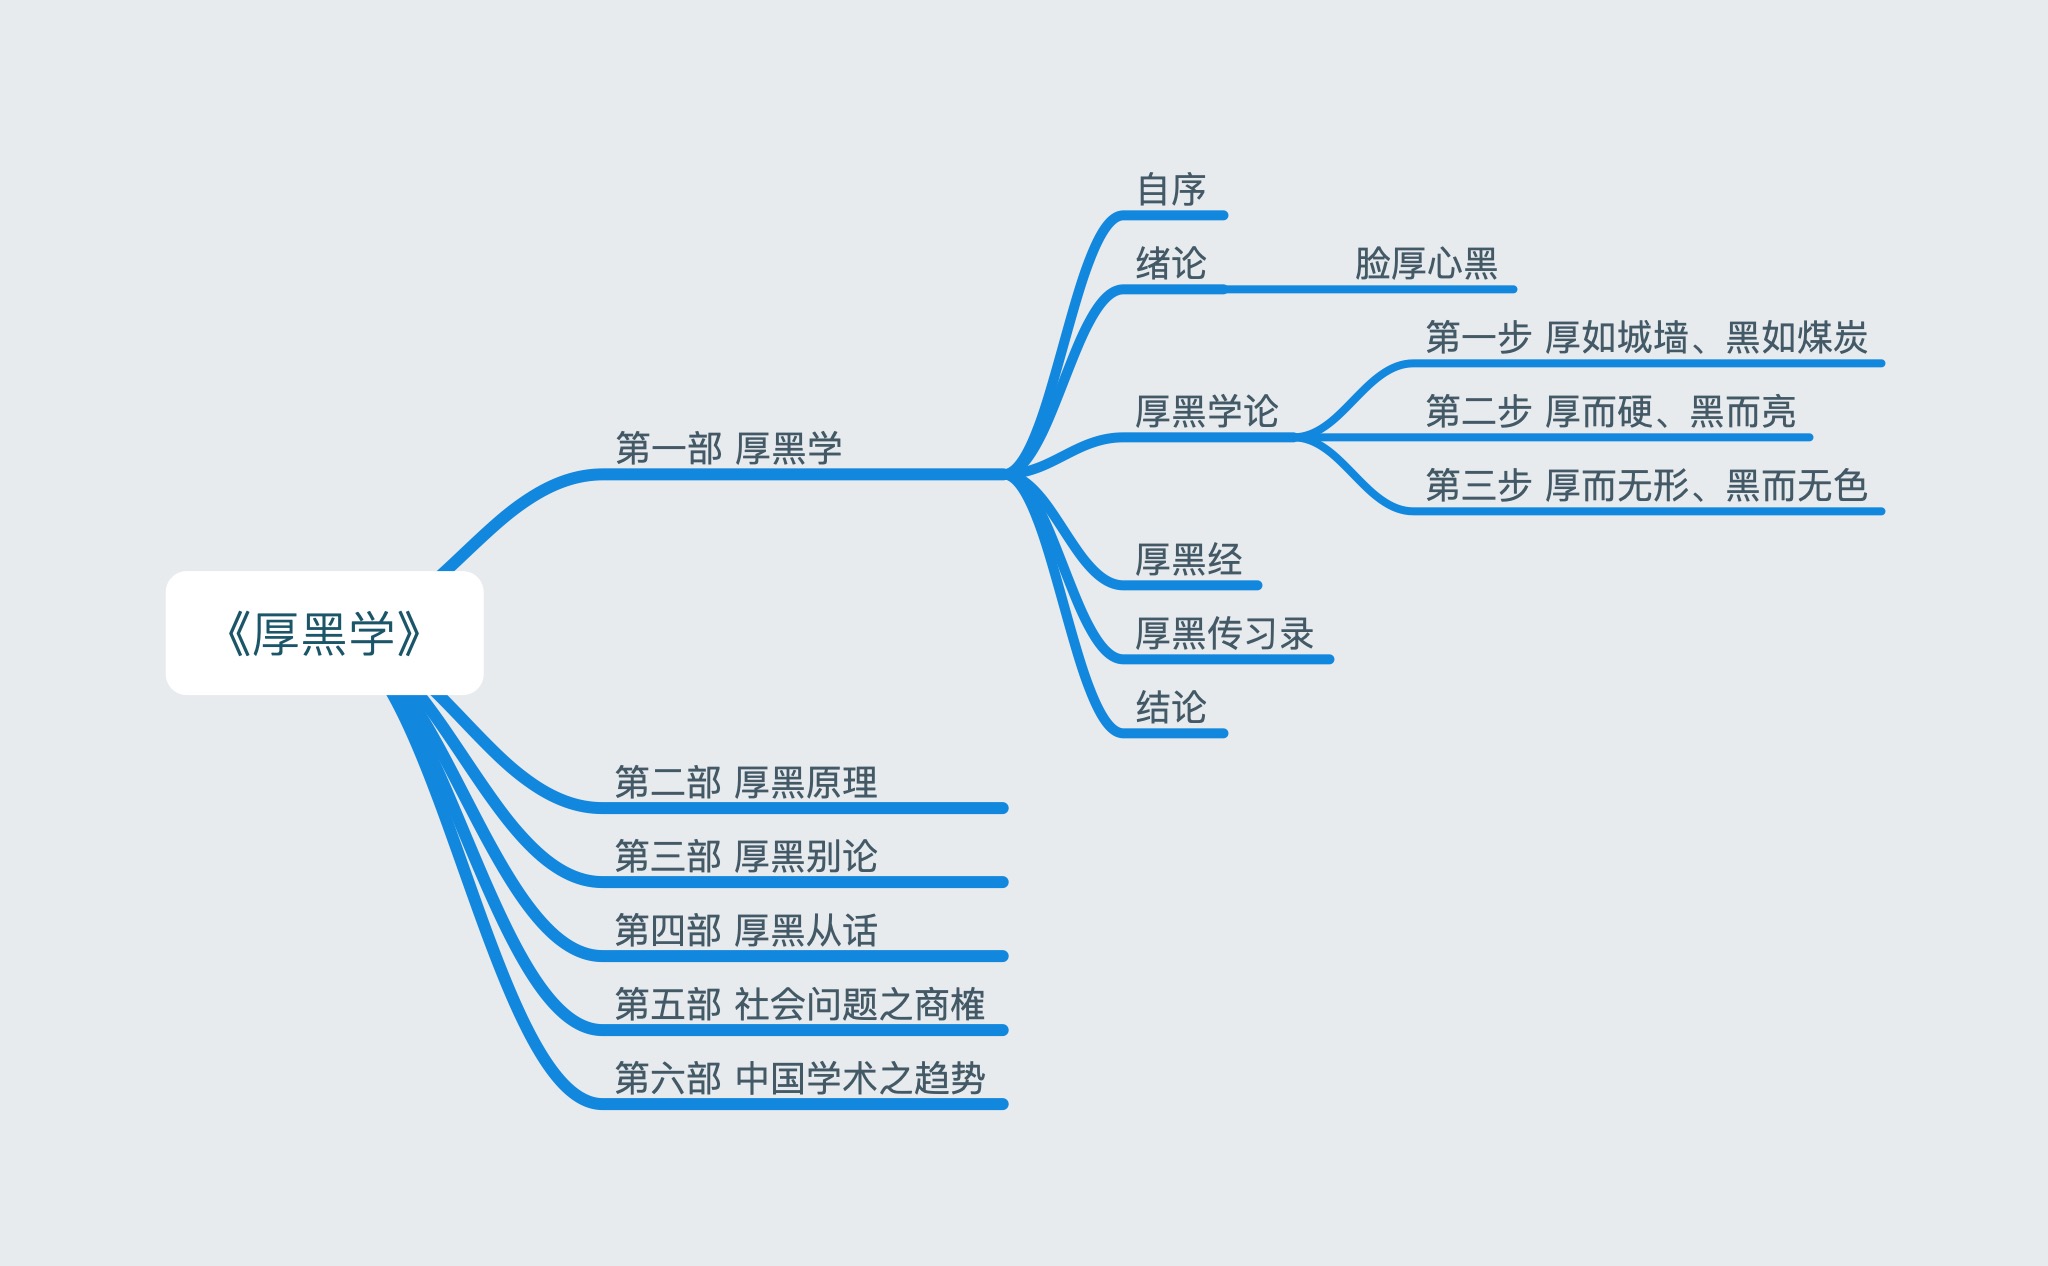 《厚黑学》
第一部 厚黑学
自序
绪论
脸厚心黑
厚黑学论
第一步 厚如城墙、黑如煤炭
第二步 厚而硬、黑而亮
第三步 厚而无形、黑而无色
厚黑经
厚黑传习录
结论
第二部 厚黑原理
第三部 厚黑别论
第四部 厚黑从话
第五部 社会问题之商榷
第六部 中国学术之趋势